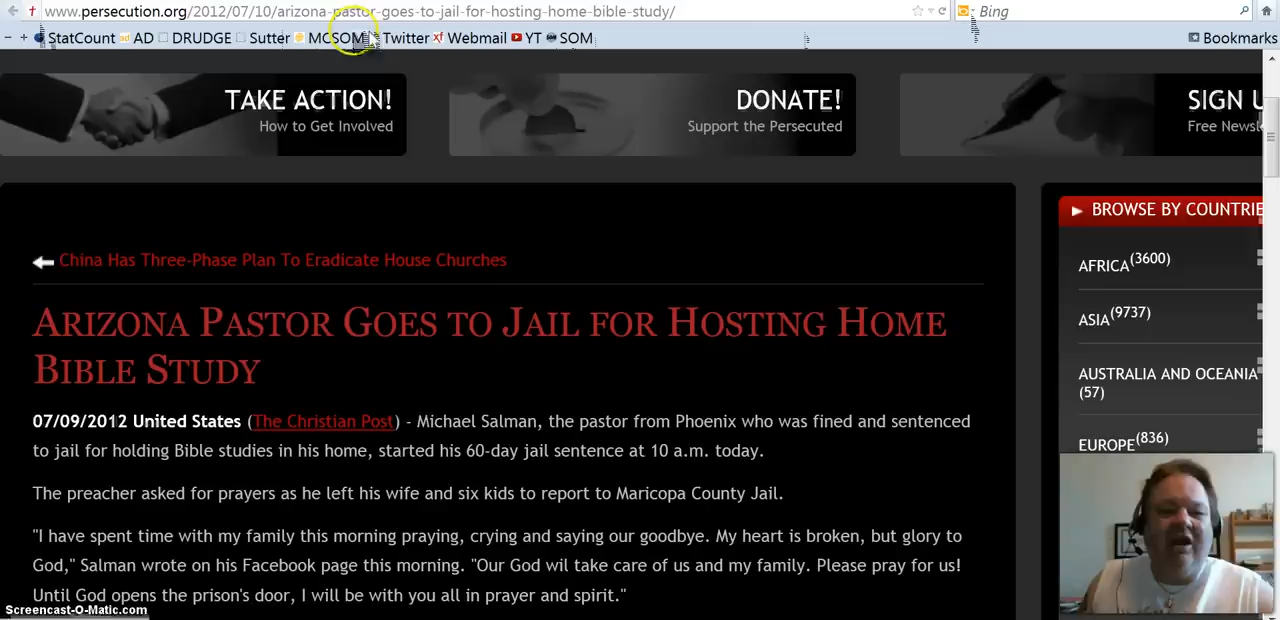 www.persecution.org/2012/07/10/arizona-pastor-goes-to-jail-for-hosting-home-bible-study/
Bing
StatCount AD DRUDGE Sutter MCSOM Twitter Webmail YT SOM
Bookmarks
TAKE ACTION!
How to Get Involved
DONATE!
Support the Persecuted
SIGN U
Free Newsl
China Has Three-Phase Plan To Eradicate House Churches
Arizona Pastor Goes to Jail for Hosting Home
Bible Study
07/09/2012 United States (The Christian Post) - Michael Salman, the pastor from Phoenix who was fined and sentenced
to jail for holding Bible studies in his home, started his 60-day jail sentence at 10 a.m. today.
The preacher asked for prayers as he left his wife and six kids to report to Maricopa County Jail.
"I have spent time with my family this morning praying, crying and saying our goodbye. My heart is broken, but glory to
God," Salman wrote on his Facebook page this morning. "Our God wil take care of us and my family. Please pray for us!
Until God opens the prison's door, I will be with you all in prayer and spirit."
BROWSE BY COUNTRIE
AFRICA(3600)
ASIA(9737)
AUSTRALIA AND OCEANIA
(57)
EUROPE(836)
Screencast-O-Matic.com